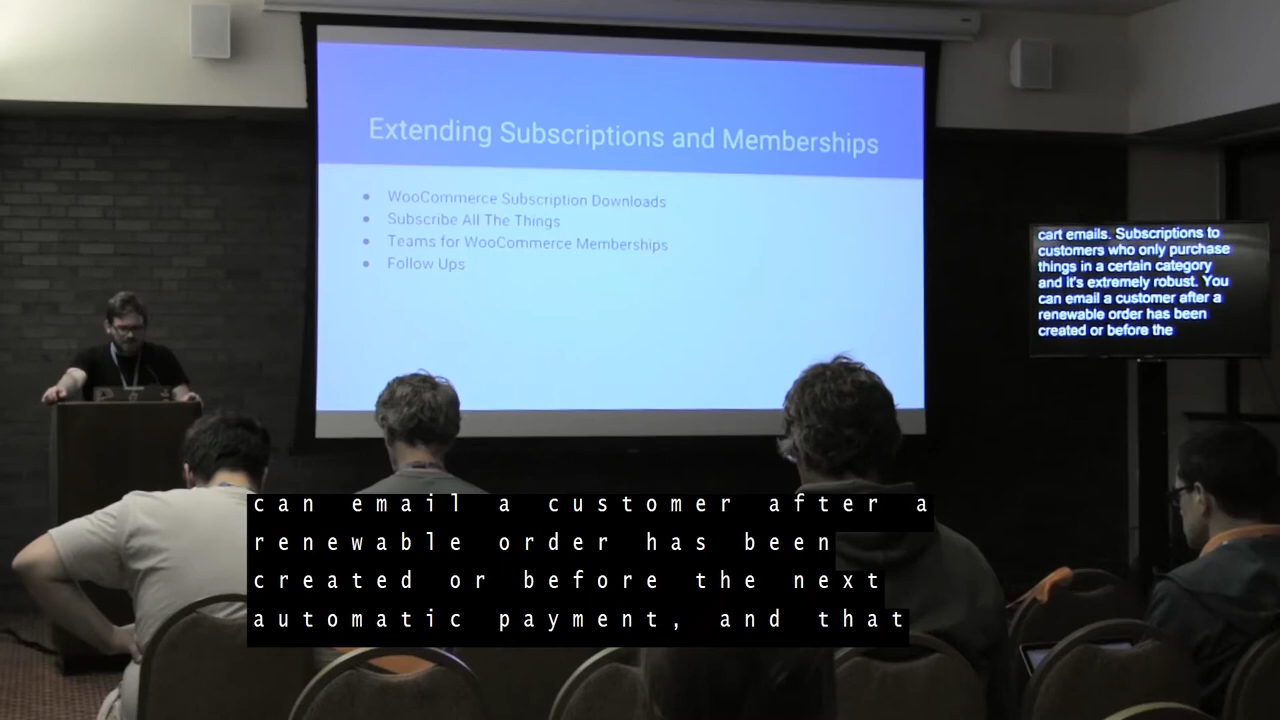 Extending Subscriptions and Memberships
WooCommerce Subscription Downloads
Subscribe All The Things
Teams for WooCommerce Memberships
Follow Ups
cart emails. Subscriptions to
customers who only purchase
things in a certain category
and it's extremely robust. You
can email a customer after a
renewable order has been
created or before the
can email a customer after a
renewable order has been
created or before the next
automatic payment, and that